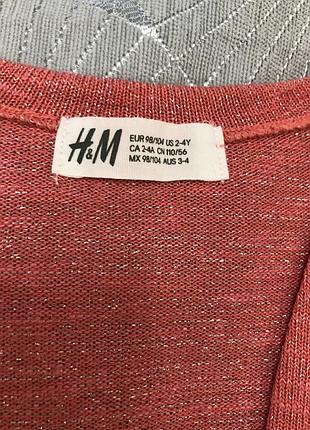 H&M
EUR 98/104 US 2-4Y
CA 2-4A CN 110/56
MX 98/104 AUS 3-4